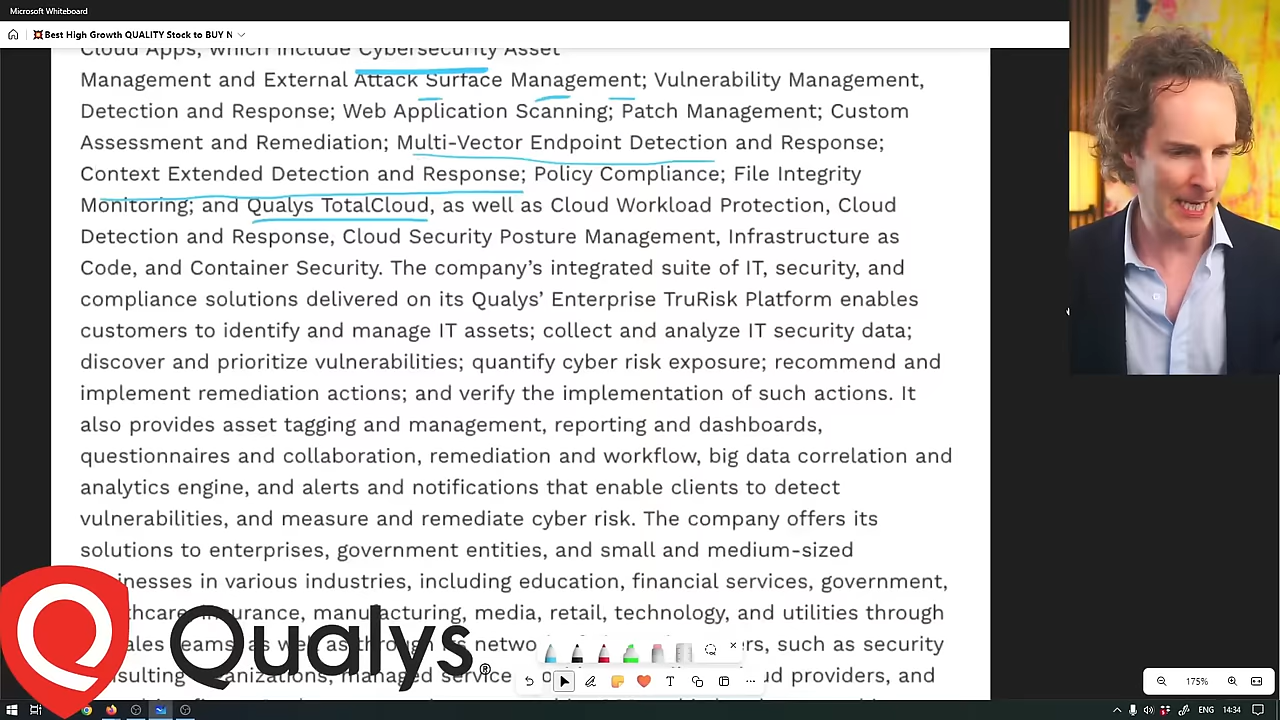 Microsoft Whiteboard
💥Best High Growth QUALITY Stock to BUY N
Cloud Apps, which include Cybersecurity Asset
Management and External Attack Surface Management; Vulnerability Management,
Detection and Response; Web Application Scanning; Patch Management; Custom
Assessment and Remediation; Multi-Vector Endpoint Detection and Response;
Context Extended Detection and Response; Policy Compliance; File Integrity
Monitoring; and Qualys TotalCloud, as well as Cloud Workload Protection, Cloud
Detection and Response, Cloud Security Posture Management, Infrastructure as
Code, and Container Security. The company's integrated suite of IT, security, and
compliance solutions delivered on its Qualys' Enterprise TruRisk Platform enables
customers to identify and manage IT assets; collect and analyze IT security data;
discover and prioritize vulnerabilities; quantify cyber risk exposure; recommend and
implement remediation actions; and verify the implementation of such actions. It
also provides asset tagging and management, reporting and dashboards,
questionnaires and collaboration, remediation and workflow, big data correlation and
analytics engine, and alerts and notifications that enable clients to detect
vulnerabilities, and measure and remediate cyber risk. The company offers its
solutions to enterprises, government entities, and small and medium-sized
in various industries, including education, financial services, government,
insurance, manufacturing, media, retail, technology, and utilities through
teams, as well as through its such as security
managed service providers, and
Qualys®
175%
ENG 14:34